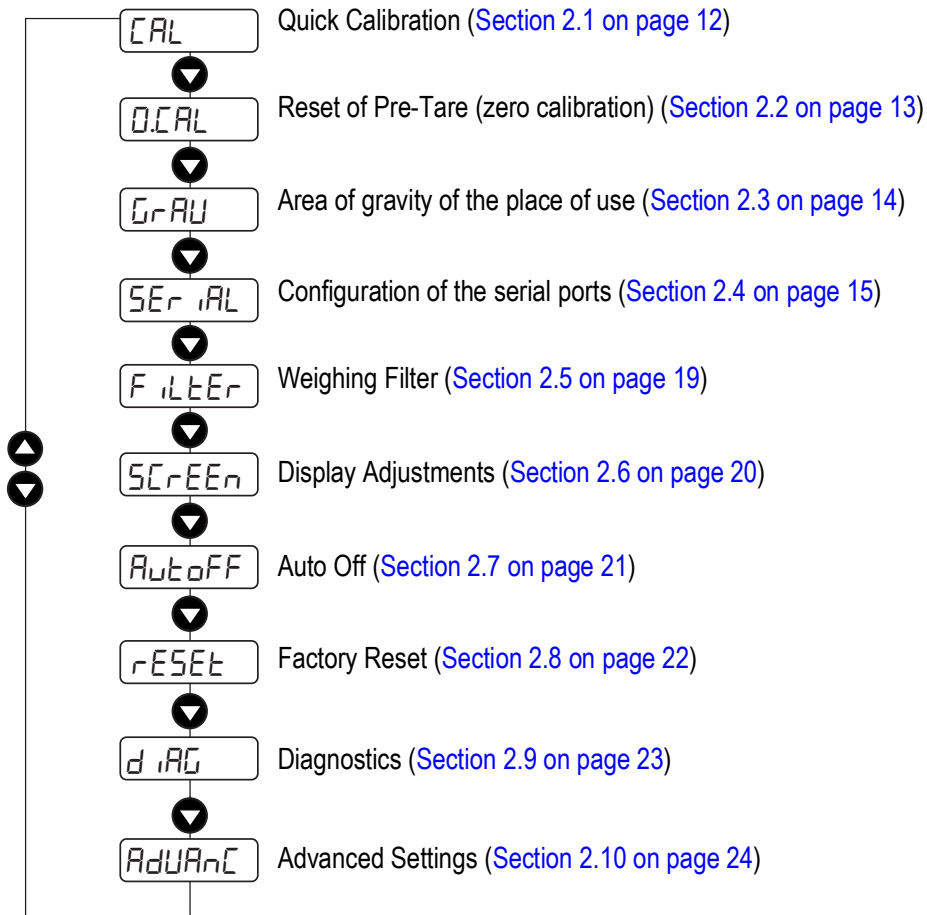 CAL Quick Calibration (Section 2.1 on page 12)
0.CAL Reset of Pre-Tare (zero calibration) (Section 2.2 on page 13)
GrAV Area of gravity of the place of use (Section 2.3 on page 14)
SEriAL Configuration of the serial ports (Section 2.4 on page 15)
FiLtEr Weighing Filter (Section 2.5 on page 19)
SCrEEn Display Adjustments (Section 2.6 on page 20)
AutoFF Auto Off (Section 2.7 on page 21)
rESEt Factory Reset (Section 2.8 on page 22)
diAG Diagnostics (Section 2.9 on page 23)
AdVAnC Advanced Settings (Section 2.10 on page 24)